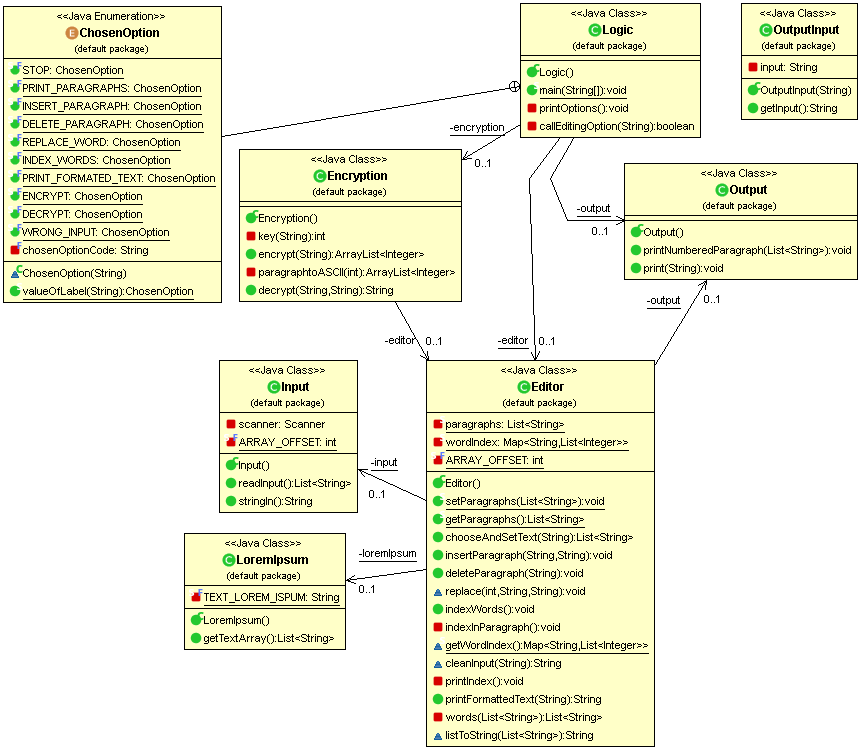 <<Java Enumeration>>
ChosenOption
(default package)
STOP: ChosenOption
PRINT_PARAGRAPHS: ChosenOption
INSERT_PARAGRAPH: ChosenOption
DELETE_PARAGRAPH: ChosenOption
REPLACE_WORD: ChosenOption
INDEX_WORDS: ChosenOption
PRINT_FORMATED_TEXT: ChosenOption
ENCRYPT: ChosenOption
DECRYPT: ChosenOption
WRONG_INPUT: ChosenOption
chosenOptionCode: String
ChosenOption(String)
valueOfLabel(String):ChosenOption
<<Java Class>>
Logic
(default package)
Logic()
main(String[]):void
printOptions():void
callEditingOption(String):boolean
<<Java Class>>
OutputInput
(default package)
input: String
OutputInput(String)
getInput():String
-encryption
0..1
<<Java Class>>
Encryption
(default package)
Encryption()
key(String):int
encrypt(String):ArrayList<Integer>
paragraphtoASCII(int):ArrayList<Integer>
decrypt(String,String):String
-output
0..1
<<Java Class>>
Output
(default package)
Output()
printNumberedParagraph(List<String>):void
print(String):void
-output
0..1
-editor
0..1
-editor
0..1
<<Java Class>>
Input
(default package)
scanner: Scanner
ARRAY_OFFSET: int
Input()
readInput():List<String>
stringIn():String
-input
0..1
<<Java Class>>
Editor
(default package)
paragraphs: List<String>
wordIndex: Map<String,List<Integer>>
ARRAY_OFFSET: int
Editor()
setParagraphs(List<String>):void
getParagraphs():List<String>
chooseAndSetText(String):List<String>
insertParagraph(String,String):void
deleteParagraph(String):void
replace(int,String,String):void
indexWords():void
indexInParagraph():void
getWordIndex():Map<String,List<Integer>>
cleanInput(String):String
printIndex():void
printFormattedText(String):String
words(List<String>):List<String>
listToString(List<String>):String
<<Java Class>>
LoremIpsum
(default package)
TEXT_LOREM_ISPUM: String
LoremIpsum()
getTextArray():List<String>
-loremIpsum
0..1